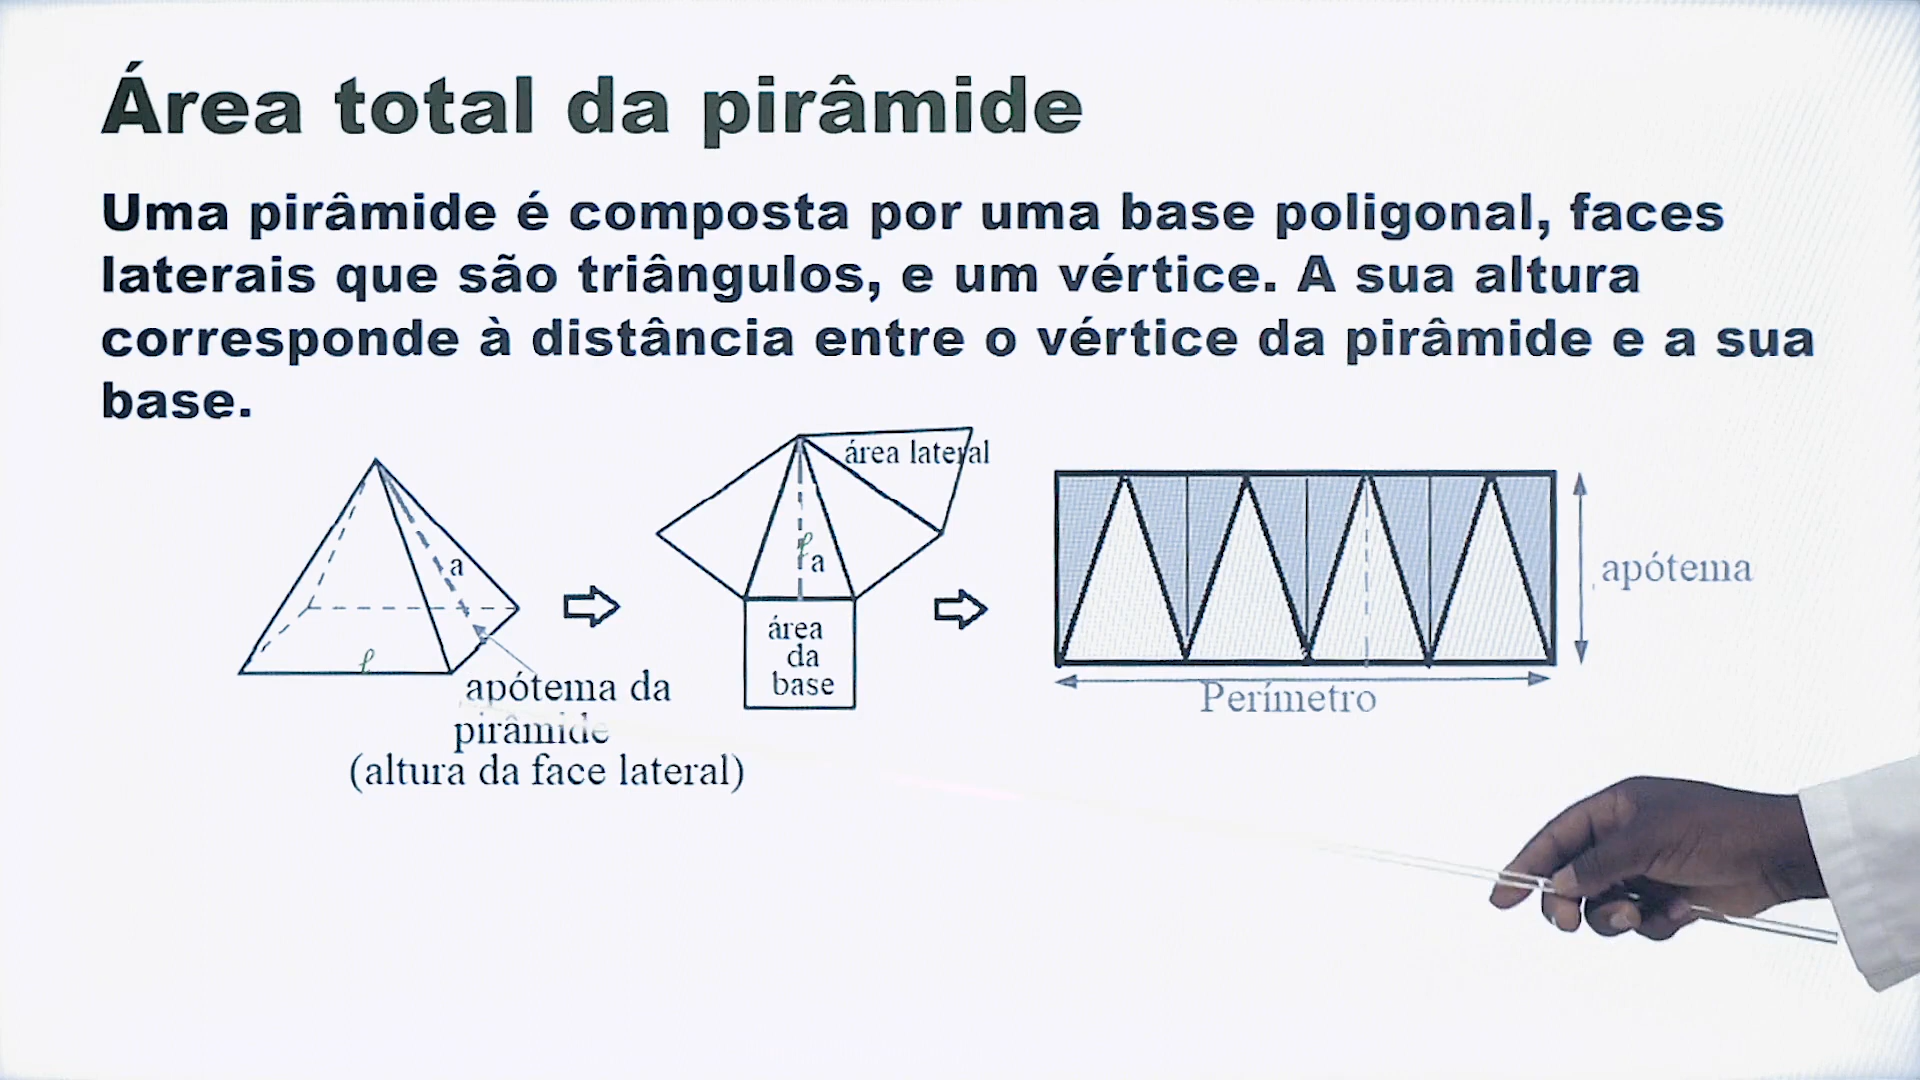 Área total da pirâmide
Uma pirâmide é composta por uma base poligonal, faces
laterais que são triângulos, e um vértice. A sua altura
corresponde à distância entre o vértice da pirâmide e a sua
base.
área lateral
a
ℓ
apótema da
pirâmide
(altura da face lateral)
ℓ
a
área
da
base
apótema
Perímetro